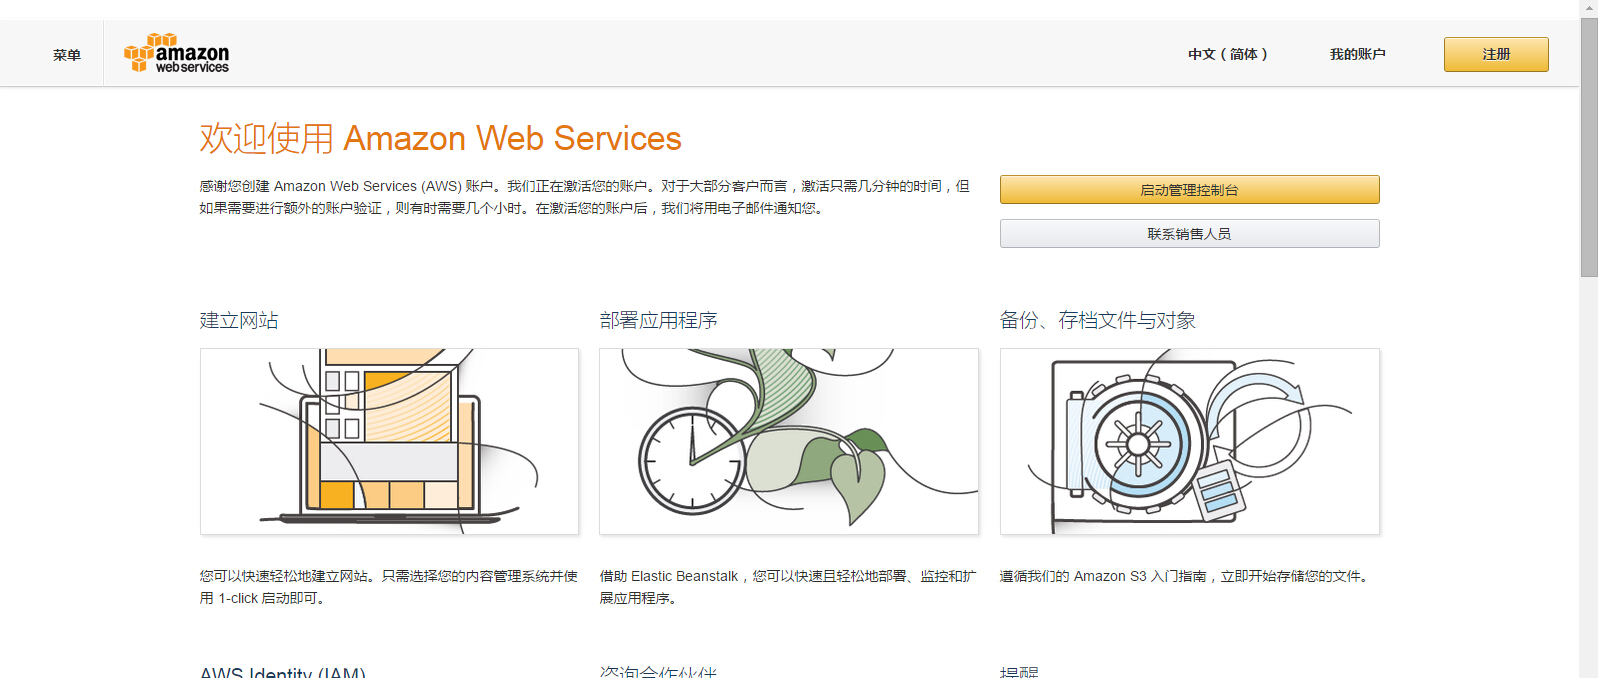 菜单
amazon
web services
中文 ( 简体 )
我的账户
注册
欢迎使用 Amazon Web Services
感谢您创建 Amazon Web Services (AWS) 账户。我们正在激活您的账户。对于大部分客户而言，激活只需几分钟的时间，但
如果需要进行额外的账户验证，则有时需要几个小时。在激活您的账户后，我们将用电子邮件通知您。
启动管理控制台
联系销售人员
建立网站
部署应用程序
备份、存档文件与对象
您可以快速轻松地建立网站。只需选择您的内容管理系统并使
用 1-click 启动即可。
借助 Elastic Beanstalk，您可以快速且轻松地部署、监控和扩
展应用程序。
遵循我们的 Amazon S3 入门指南，立即开始存储您的文件。
AWS Identity (IAM)
咨询合作伙伴
提醒